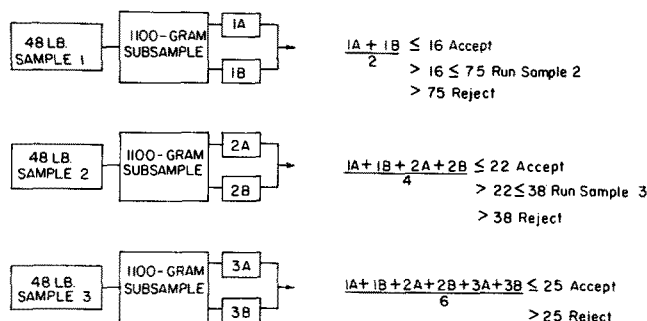 48 LB.
SAMPLE 1
1100-GRAM
SUBSAMPLE
1A
1B
1A + 1B
2
≤ 16 Accept
> 16 ≤ 75 Run Sample 2
> 75 Reject
48 LB.
SAMPLE 2
1100-GRAM
SUBSAMPLE
2A
2B
1A + 1B + 2A + 2B
4
≤ 22 Accept
> 22 ≤ 38 Run Sample 3
> 38 Reject
48 LB.
SAMPLE 3
1100-GRAM
SUBSAMPLE
3A
3B
1A + 1B + 2A + 2B + 3A + 3B
6
≤ 25 Accept
> 25 Reject